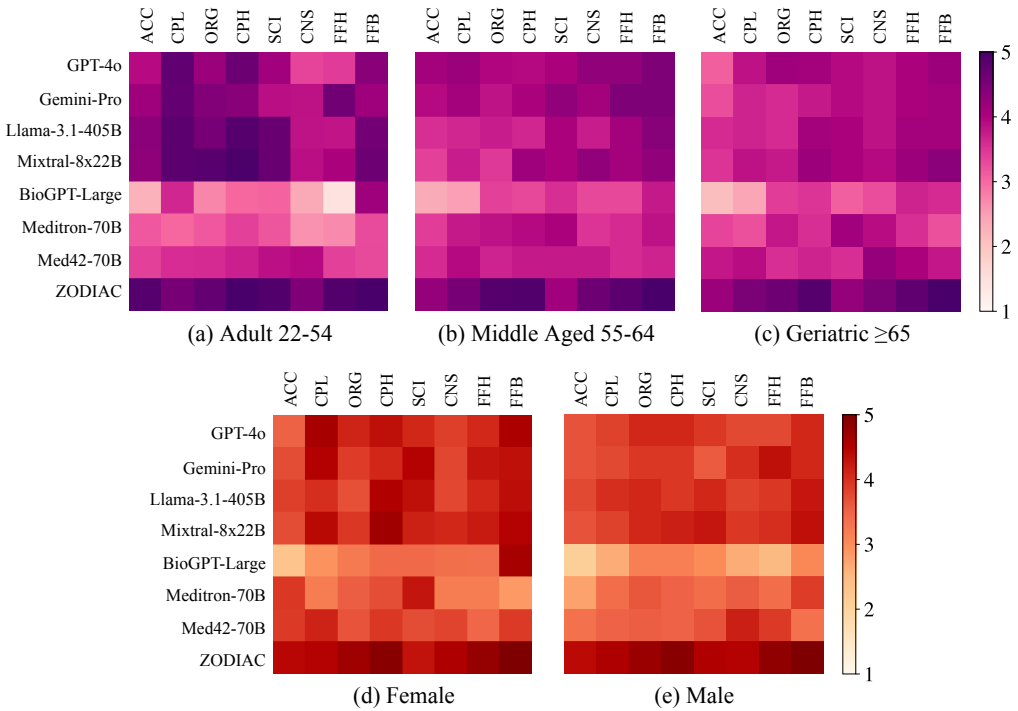 ACC CPL ORG CPH SCI CNS FFH FFB
ACC CPL ORG CPH SCI CNS FFH FFB
ACC CPL ORG CPH SCI CNS FFH FFB
GPT-4o
Gemini-Pro
Llama-3.1-405B
Mixtral-8x22B
BioGPT-Large
Meditron-70B
Med42-70B
ZODIAC
5
4
3
2
1
(a) Adult 22-54
(b) Middle Aged 55-64
(c) Geriatric ≥65
ACC CPL ORG CPH SCI CNS FFH FFB
ACC CPL ORG CPH SCI CNS FFH FFB
GPT-4o
Gemini-Pro
Llama-3.1-405B
Mixtral-8x22B
BioGPT-Large
Meditron-70B
Med42-70B
ZODIAC
5
4
3
2
1
(d) Female
(e) Male